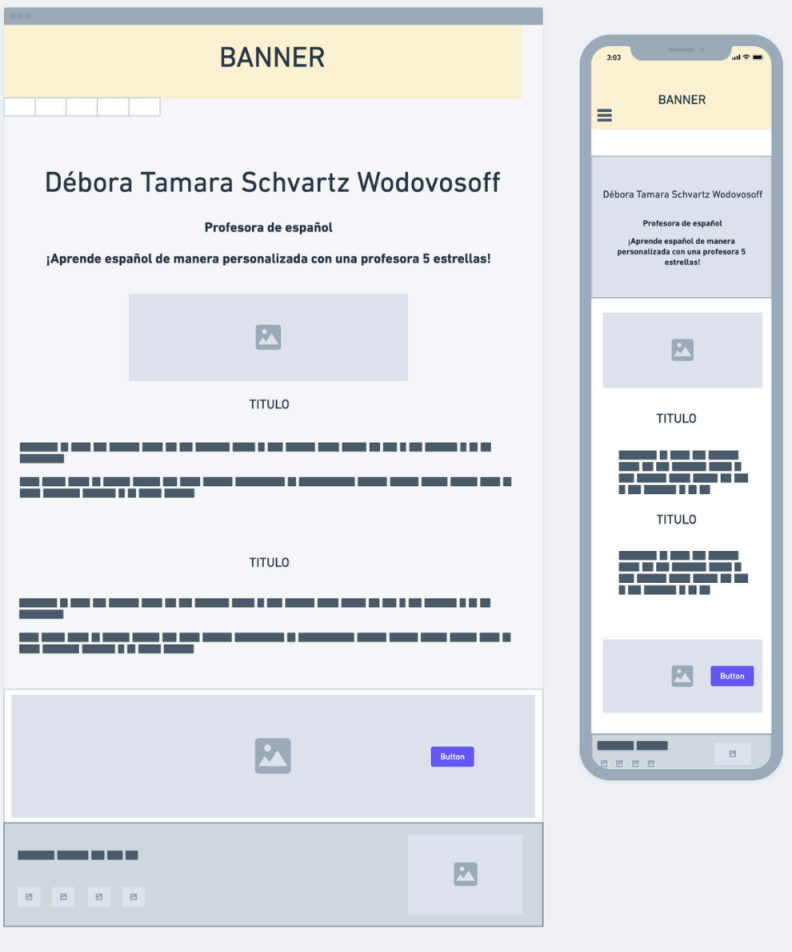 BANNER
Débora Tamara Schvartz Wodovosoff
Profesora de español
¡Aprende español de manera personalizada con una profesora 5 estrellas!
TITULO
TITULO
Button
3:03
BANNER
Débora Tamara Schvartz Wodovosoff
Profesora de español
¡Aprende español de manera
personalizada con una profesora 5
estrellas!
TITULO
TITULO
Button